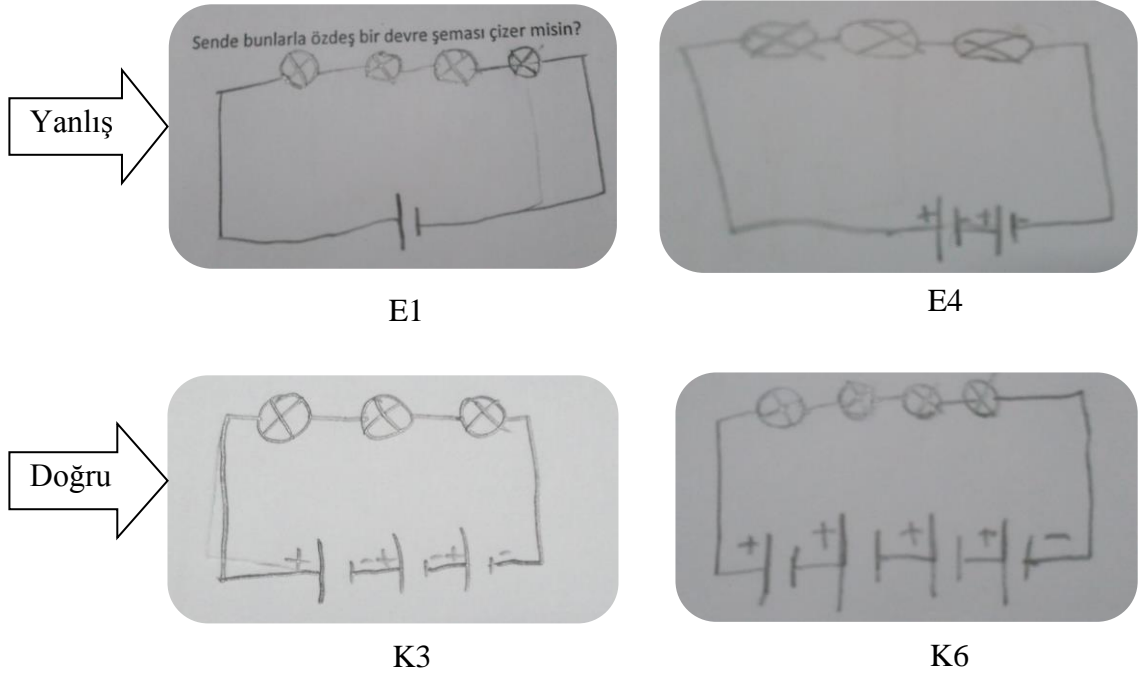 Sende bunlarla özdeş bir devre şeması çizer misin?
Yanlış
+ - + -
E1
E4
Doğru
+ - + - + -
+ + + + -
K3
K6